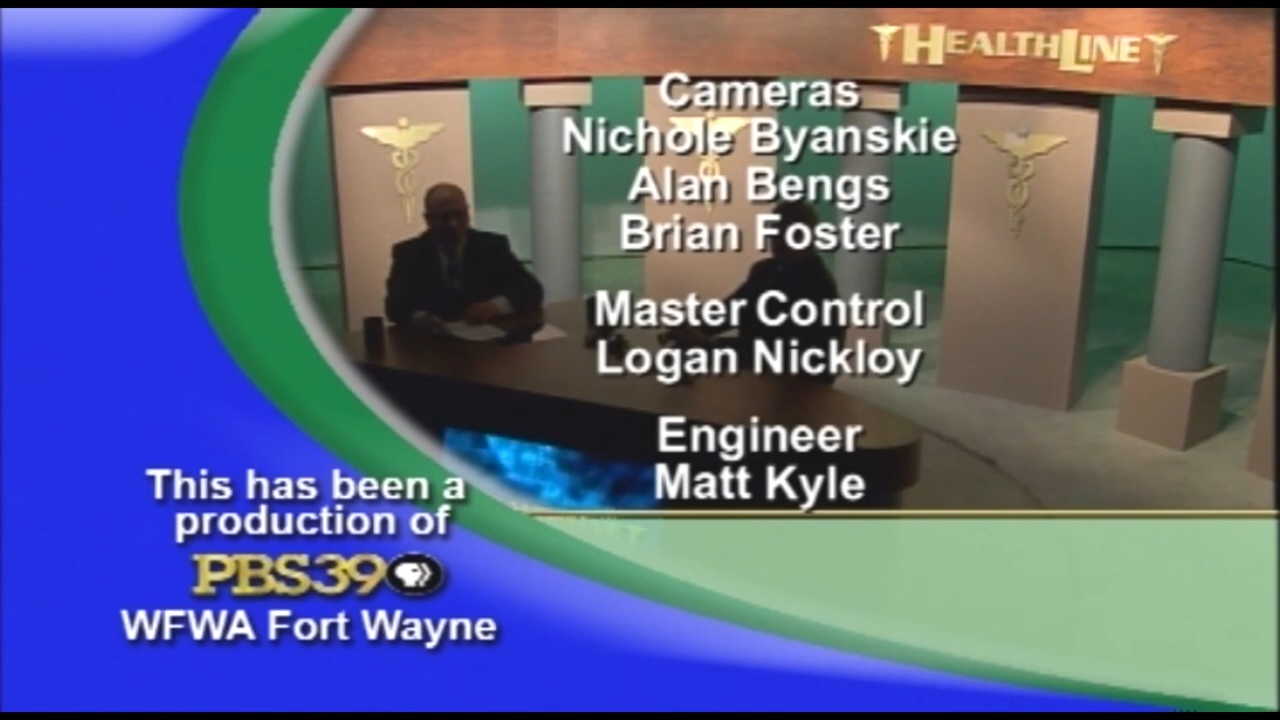 HEALTHLINE
Cameras
Nichole Byanskie
Alan Bengs
Brian Foster
Master Control
Logan Nickloy
Engineer
Matt Kyle
This has been a
production of
PBS39
WFWA Fort Wayne